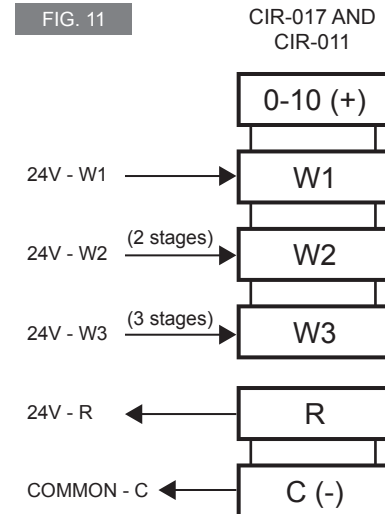 FIG. 11
CIR-017 AND
CIR-011
0-10 (+)
24V - W1
W1
24V - W2
(2 stages)
W2
24V - W3
(3 stages)
W3
24V - R
R
COMMON - C
C (-)